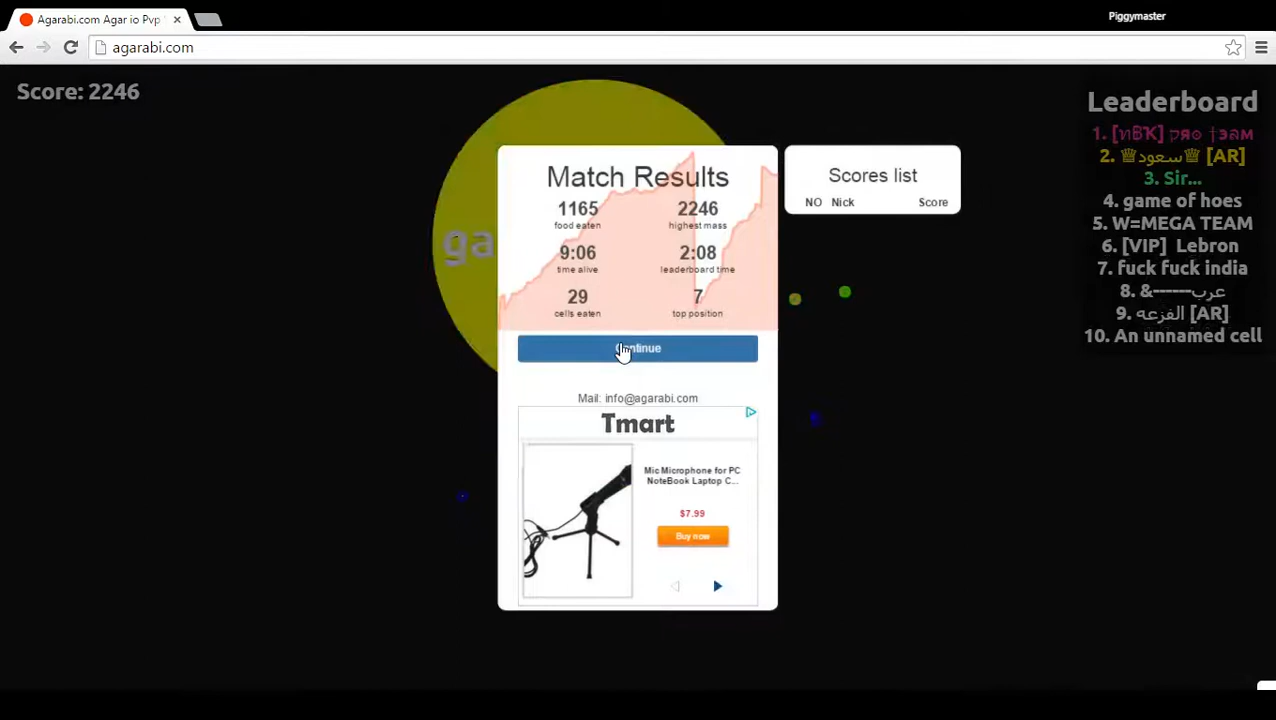 Agarabi.com Agar io Pvp
Piggymaster
agarabi.com
Score: 2246
ga
Match Results
1165 2246
food eaten highest mass
9:06 2:08
time alive leaderboard time
29 7
cells eaten top position
Continue
Mail: info@agarabi.com
Tmart
Mic Microphone for PC
NoteBook Laptop C...
$7.99
Buy now
Scores list
NO Nick Score
Leaderboard
2. ♕سعود♕ [AR]
3. Sir...
4. game of hoes
5. W=MEGA TEAM
6. [VIP] Lebron
7. fuck fuck india
8. &------عرب
9. الفزعه [AR]
10. An unnamed cell